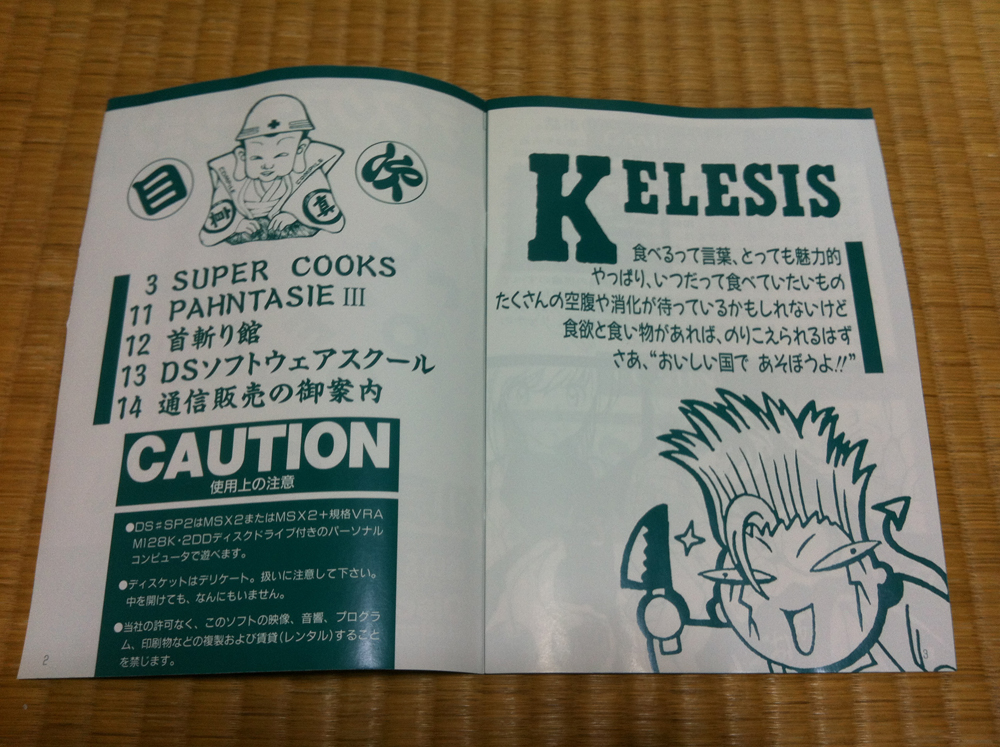 目
次
真
真
3 SUPER COOKS
11 PAHNTASIE III
12 首斬り館
13 DSソフトウェアスクール
14 通信販売の御案内
CAUTION
使用上の注意
●DS♯SP2はMSX2またはMSX2+規格VRA
M128K・2DDディスクドライブ付きのパーソナル
コンピュータで遊べます。
●ディスケットはデリケート。扱いに注意して下さい。
中を開けても、なんにもいません。
●当社の許可なく、このソフトの映像、音響、プログラ
ム、印刷物などの複製および賃貸(レンタル)すること
を禁じます。
2
KELESIS
食べるって言葉、とっても魅力的
やっぱり、いつだって食べていたいもの
たくさんの空腹や消化が待っているかもしれないけど
食欲と食い物があれば、のりこえられるはず
さあ、“おいしい国で あそぼうよ!!”
3